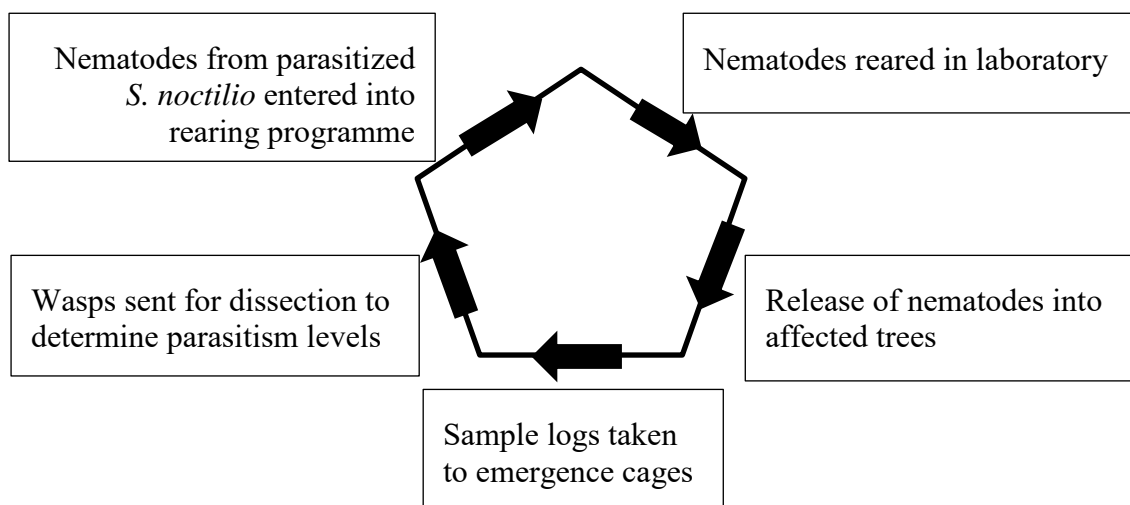 Nematodes from parasitized
S. noctilio entered into
rearing programme
Nematodes reared in laboratory
Wasps sent for dissection to
determine parasitism levels
Release of nematodes into
affected trees
Sample logs taken
to emergence cages